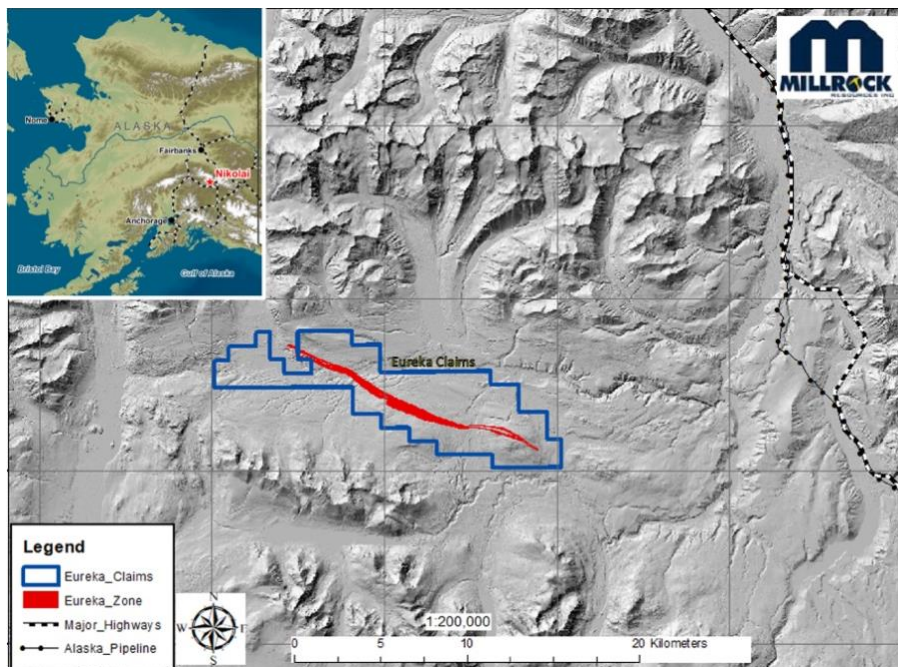 ALASKA
Nome
Fairbanks
Nikolai
Anchorage
Bristol Bay
Gulf of Alaska
MILLROCK
RESOURCES INC
Eureka Claims
Legend
Eureka_Claims
Eureka_Zone
Major_Highways
Alaska_Pipeline
N
W E
S
1:200,000
0 5 10 20 Kilometers